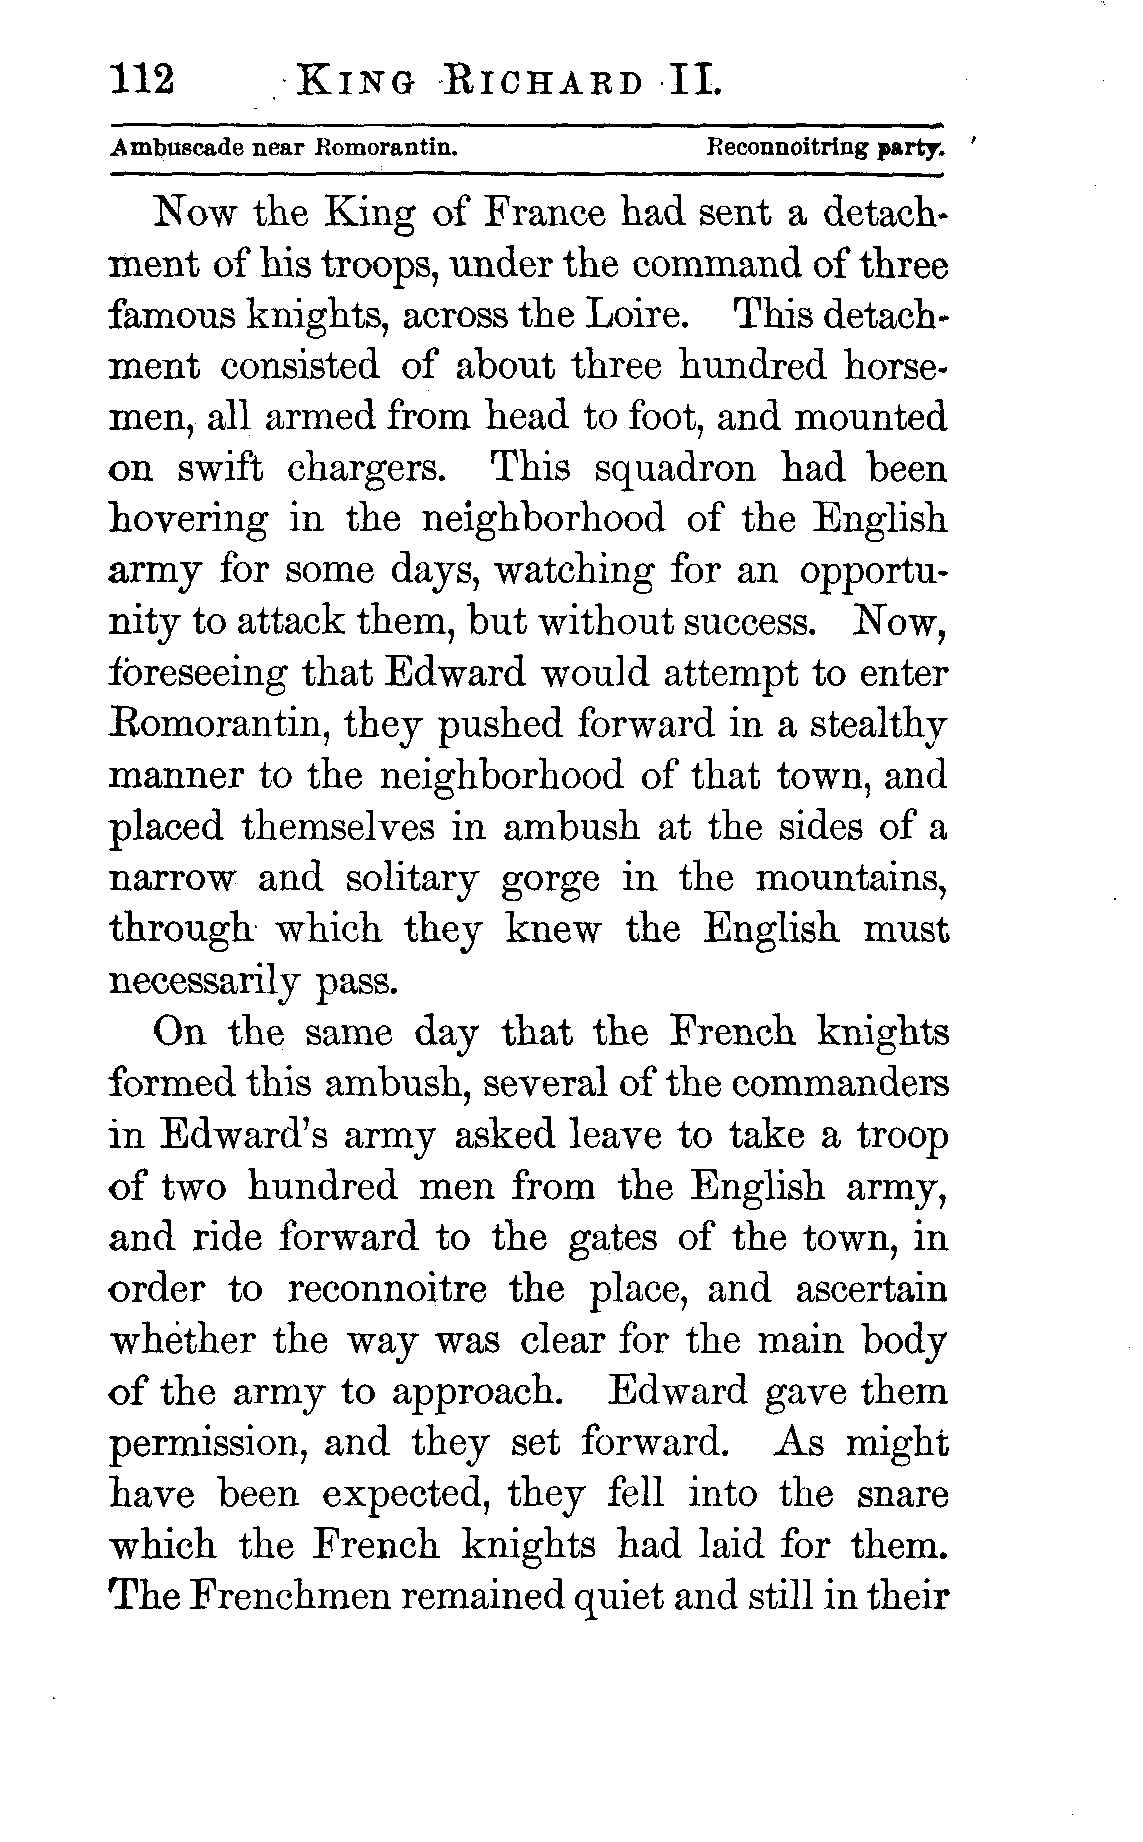 112 KING RICHARD II.
Ambuscade near Romorantin. Reconnoitring party.
Now the King of France had sent a detach-
ment of his troops, under the command of three
famous knights, across the Loire. This detach-
ment consisted of about three hundred horse-
men, all armed from head to foot, and mounted
on swift chargers. This squadron had been
hovering in the neighborhood of the English
army for some days, watching for an opportu-
nity to attack them, but without success. Now,
foreseeing that Edward would attempt to enter
Romorantin, they pushed forward in a stealthy
manner to the neighborhood of that town, and
placed themselves in ambush at the sides of a
narrow and solitary gorge in the mountains,
through which they knew the English must
necessarily pass.
On the same day that the French knights
formed this ambush, several of the commanders
in Edward's army asked leave to take a troop
of two hundred men from the English army,
and ride forward to the gates of the town, in
order to reconnoitre the place, and ascertain
whether the way was clear for the main body
of the army to approach. Edward gave them
permission, and they set forward. As might
have been expected, they fell into the snare
which the French knights had laid for them.
The Frenchmen remained quiet and still in their